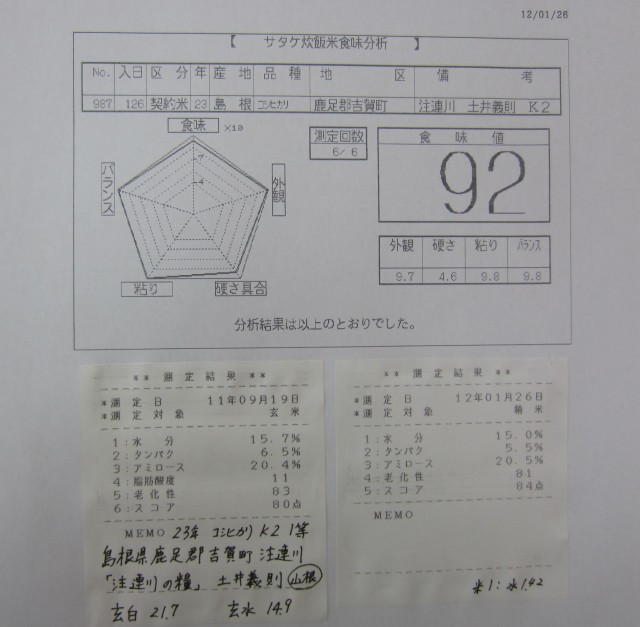 12/01/26
【 サタケ炊飯米食味分析 】
No. 入日 区分 年 産地 品種 地区 備考
987 126 契約米 23 島根 コシヒカリ 鹿足郡吉賀町 注連川 土井義則 K2
食味 ×10
7
4
バランス
外観
粘り
硬さ具合
測定回数
6/6
食味値
92
外観 硬さ 粘り バランス
9.7 4.6 9.8 9.8
分析結果は以上のとおりでした。
** 測定結果 **
*測定日 11年09月19日
*測定対象 玄米
1:水分 15.7%
2:タンパク 6.5%
3:アミロース 20.4%
4:脂肪酸度 11
5:老化性 83
6:スコア 80点
MEMO 23年 コシヒカリ K2 1等
島根県鹿足郡吉賀町注連川
「注連川の糧」 土井義則 山根
玄白 21.7 玄水 14.9
** 測定結果 **
*測定日 12年01月26日
*測定対象 精米
1:水分 15.0%
2:タンパク 5.5%
3:アミロース 20.5%
4:老化性 81
5:スコア 84点
MEMO
米1:水1.42